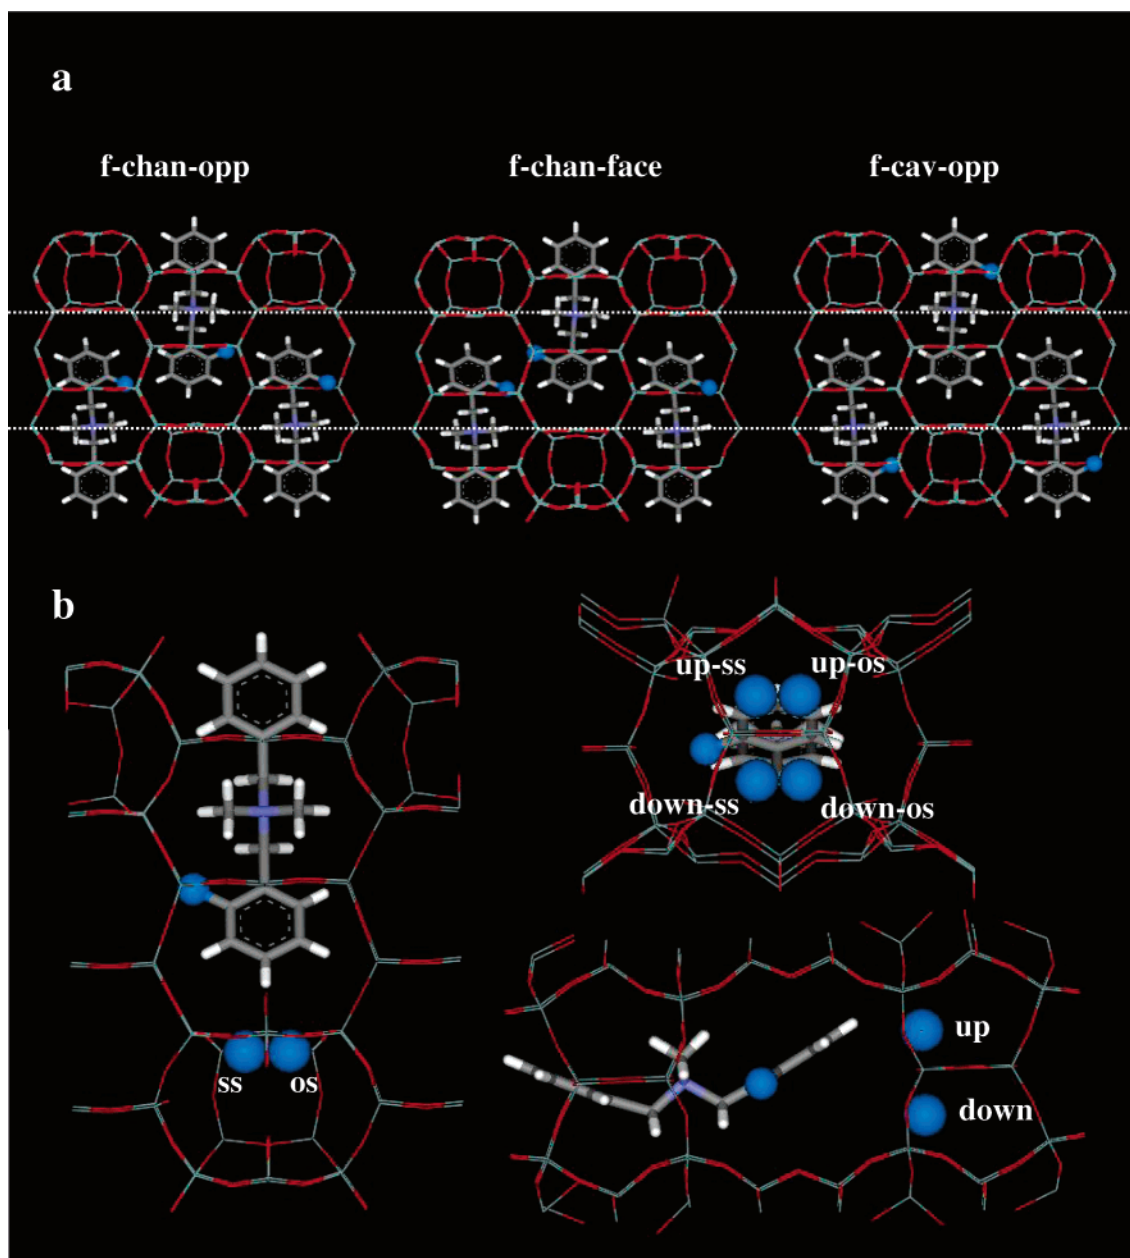 a
f-chan-opp
f-chan-face
f-cav-opp
b
up-ss
up-os
down-ss
down-os
ss
os
up
down